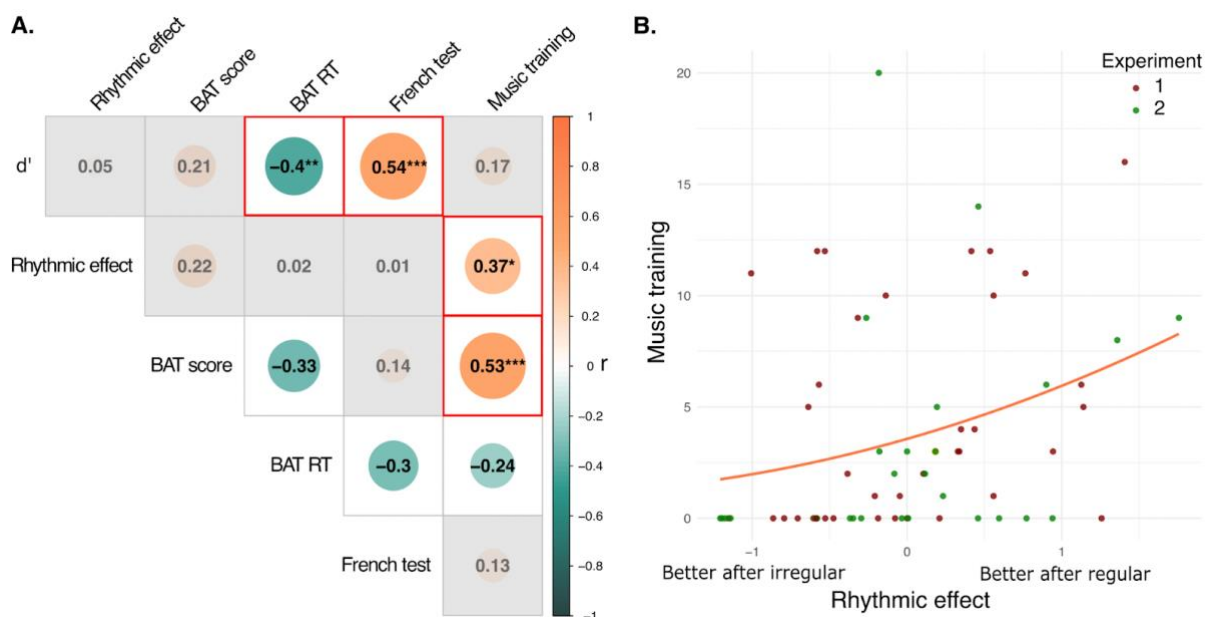 A.
Rhythmic effect
BAT score
BAT RT
French test
Music training
d' 0.05 0.21 −0.4** 0.54*** 0.17
Rhythmic effect 0.22 0.02 0.01 0.37*
BAT score −0.33 0.14 0.53***
BAT RT −0.3 −0.24
French test 0.13
1
0.8
0.6
0.4
0.2
0 r
−0.2
−0.4
−0.6
−0.8
−1
B.
Experiment
1
2
Music training
20
15
10
5
0
−1 0 1
Better after irregular Better after regular
Rhythmic effect